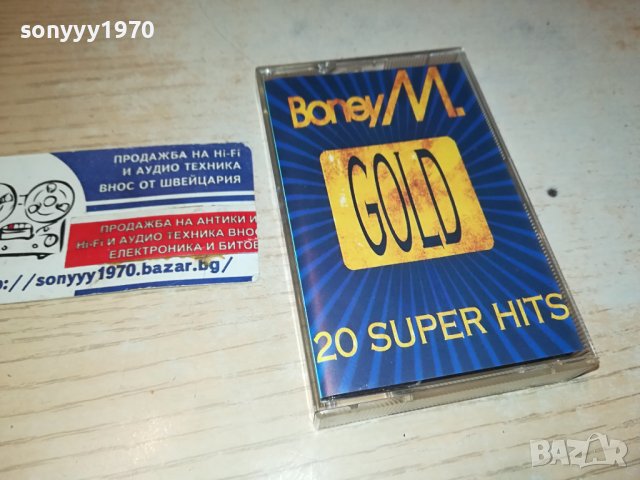 sonyyy1970
ПРОДАЖБА НА Hi-Fi
И АУДИО ТЕХНИКА
ВНОС ОТ ШВЕЙЦАРИЯ
ПРОДАЖБА НА АНТИКИ И
Hi-Fi И АУДИО ТЕХНИКА ВНОС
ЕЛЕКТРОНИКА И БИТОВ
p://sonyyy1970.bazar.bg/
Boney M.
GOLD
20 SUPER HITS
BAZAR